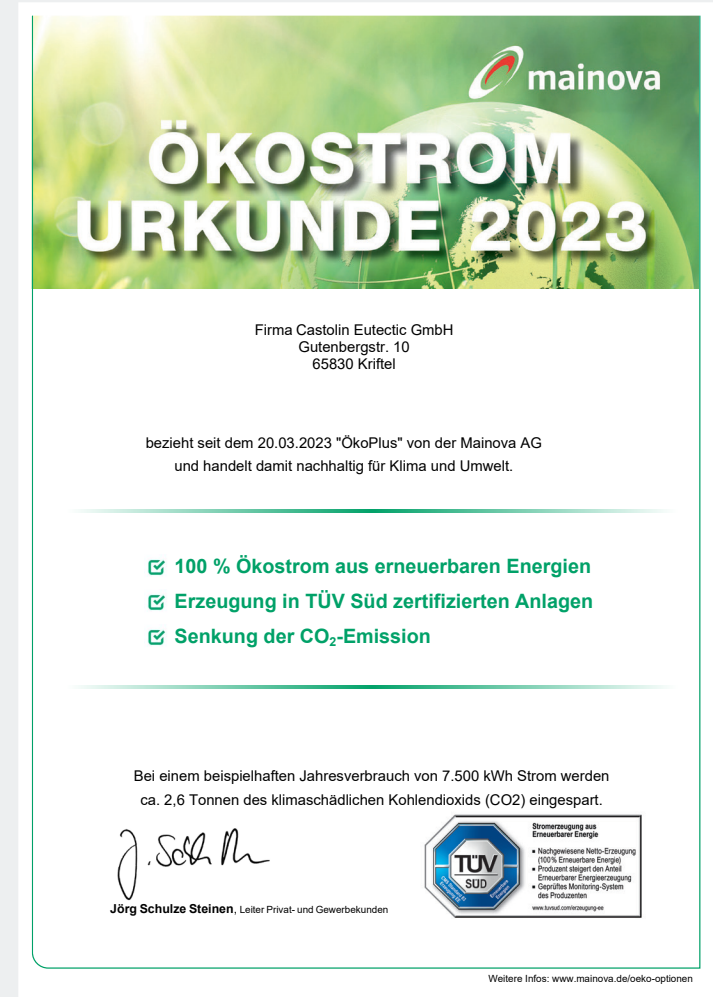 mainova
ÖKOSTROM
URKUNDE 2023
Firma Castolin Eutectic GmbH
Gutenbergstr. 10
65830 Kriftel
bezieht seit dem 20.03.2023 "ÖkoPlus" von der Mainova AG
und handelt damit nachhaltig für Klima und Umwelt.
100 % Ökostrom aus erneuerbaren Energien
Erzeugung in TÜV Süd zertifizierten Anlagen
Senkung der CO₂-Emission
Bei einem beispielhaften Jahresverbrauch von 7.500 kWh Strom werden
ca. 2,6 Tonnen des klimaschädlichen Kohlendioxids (CO2) eingespart.
Jörg Schulze Steinen, Leiter Privat- und Gewerbekunden
TÜV
SÜD
Stromerzeugung aus
Erneuerbarer Energie
▪ Nachgewiesene Netto-Erzeugung
(100% Erneuerbare Energie)
▪ Produzent steigert den Anteil
Erneuerbarer Energieerzeugung
▪ Geprüftes Monitoring-System
des Produzenten
www.tuvsud.com/erzeugung-ee
Weitere Infos: www.mainova.de/oeko-optionen